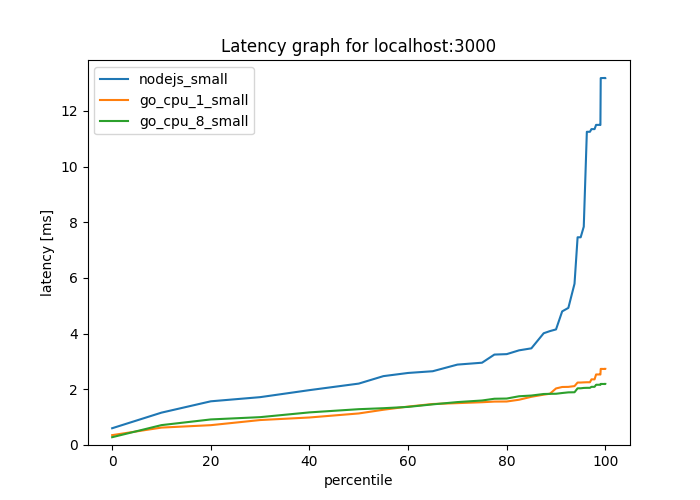 Latency graph for localhost:3000
nodejs_small
go_cpu_1_small
go_cpu_8_small
12
10
8
6
4
2
0
latency [ms]
0 20 40 60 80 100
percentile